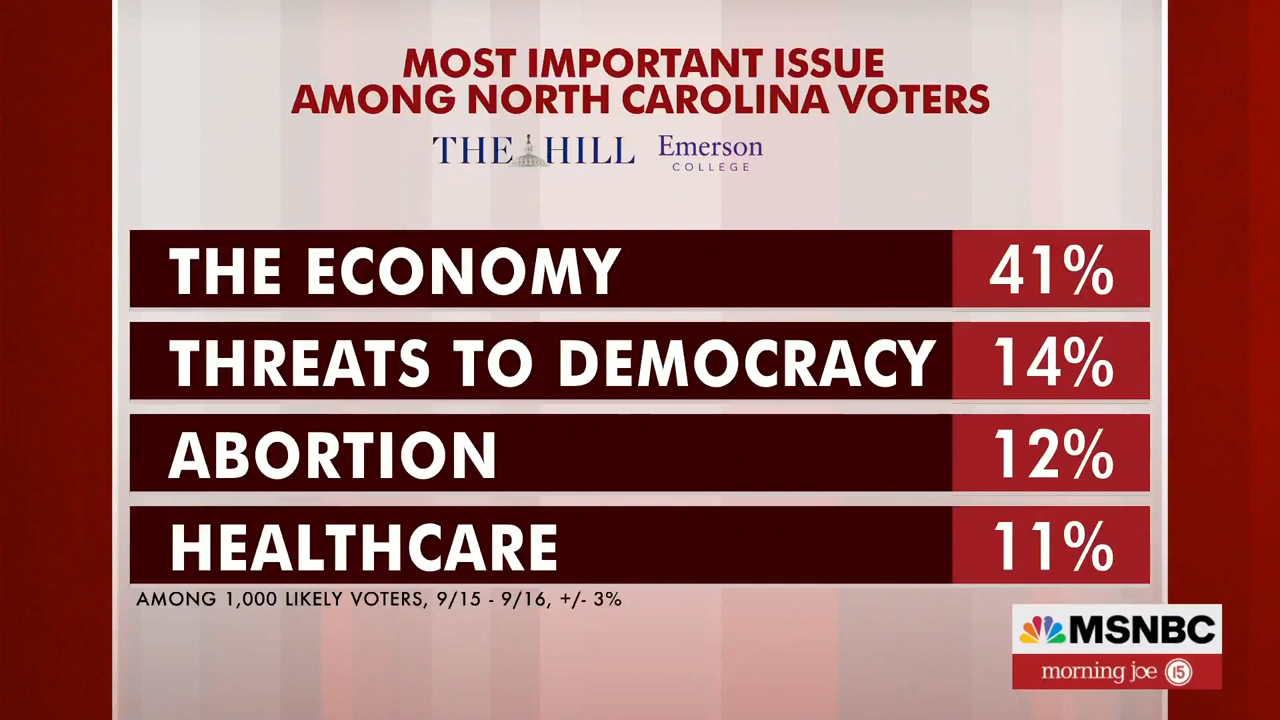 MOST IMPORTANT ISSUE
AMONG NORTH CAROLINA VOTERS
THE HILL Emerson
COLLEGE
THE ECONOMY 41%
THREATS TO DEMOCRACY 14%
ABORTION 12%
HEALTHCARE 11%
AMONG 1,000 LIKELY VOTERS, 9/15 - 9/16, +/- 3%
MSNBC
morning joe 15